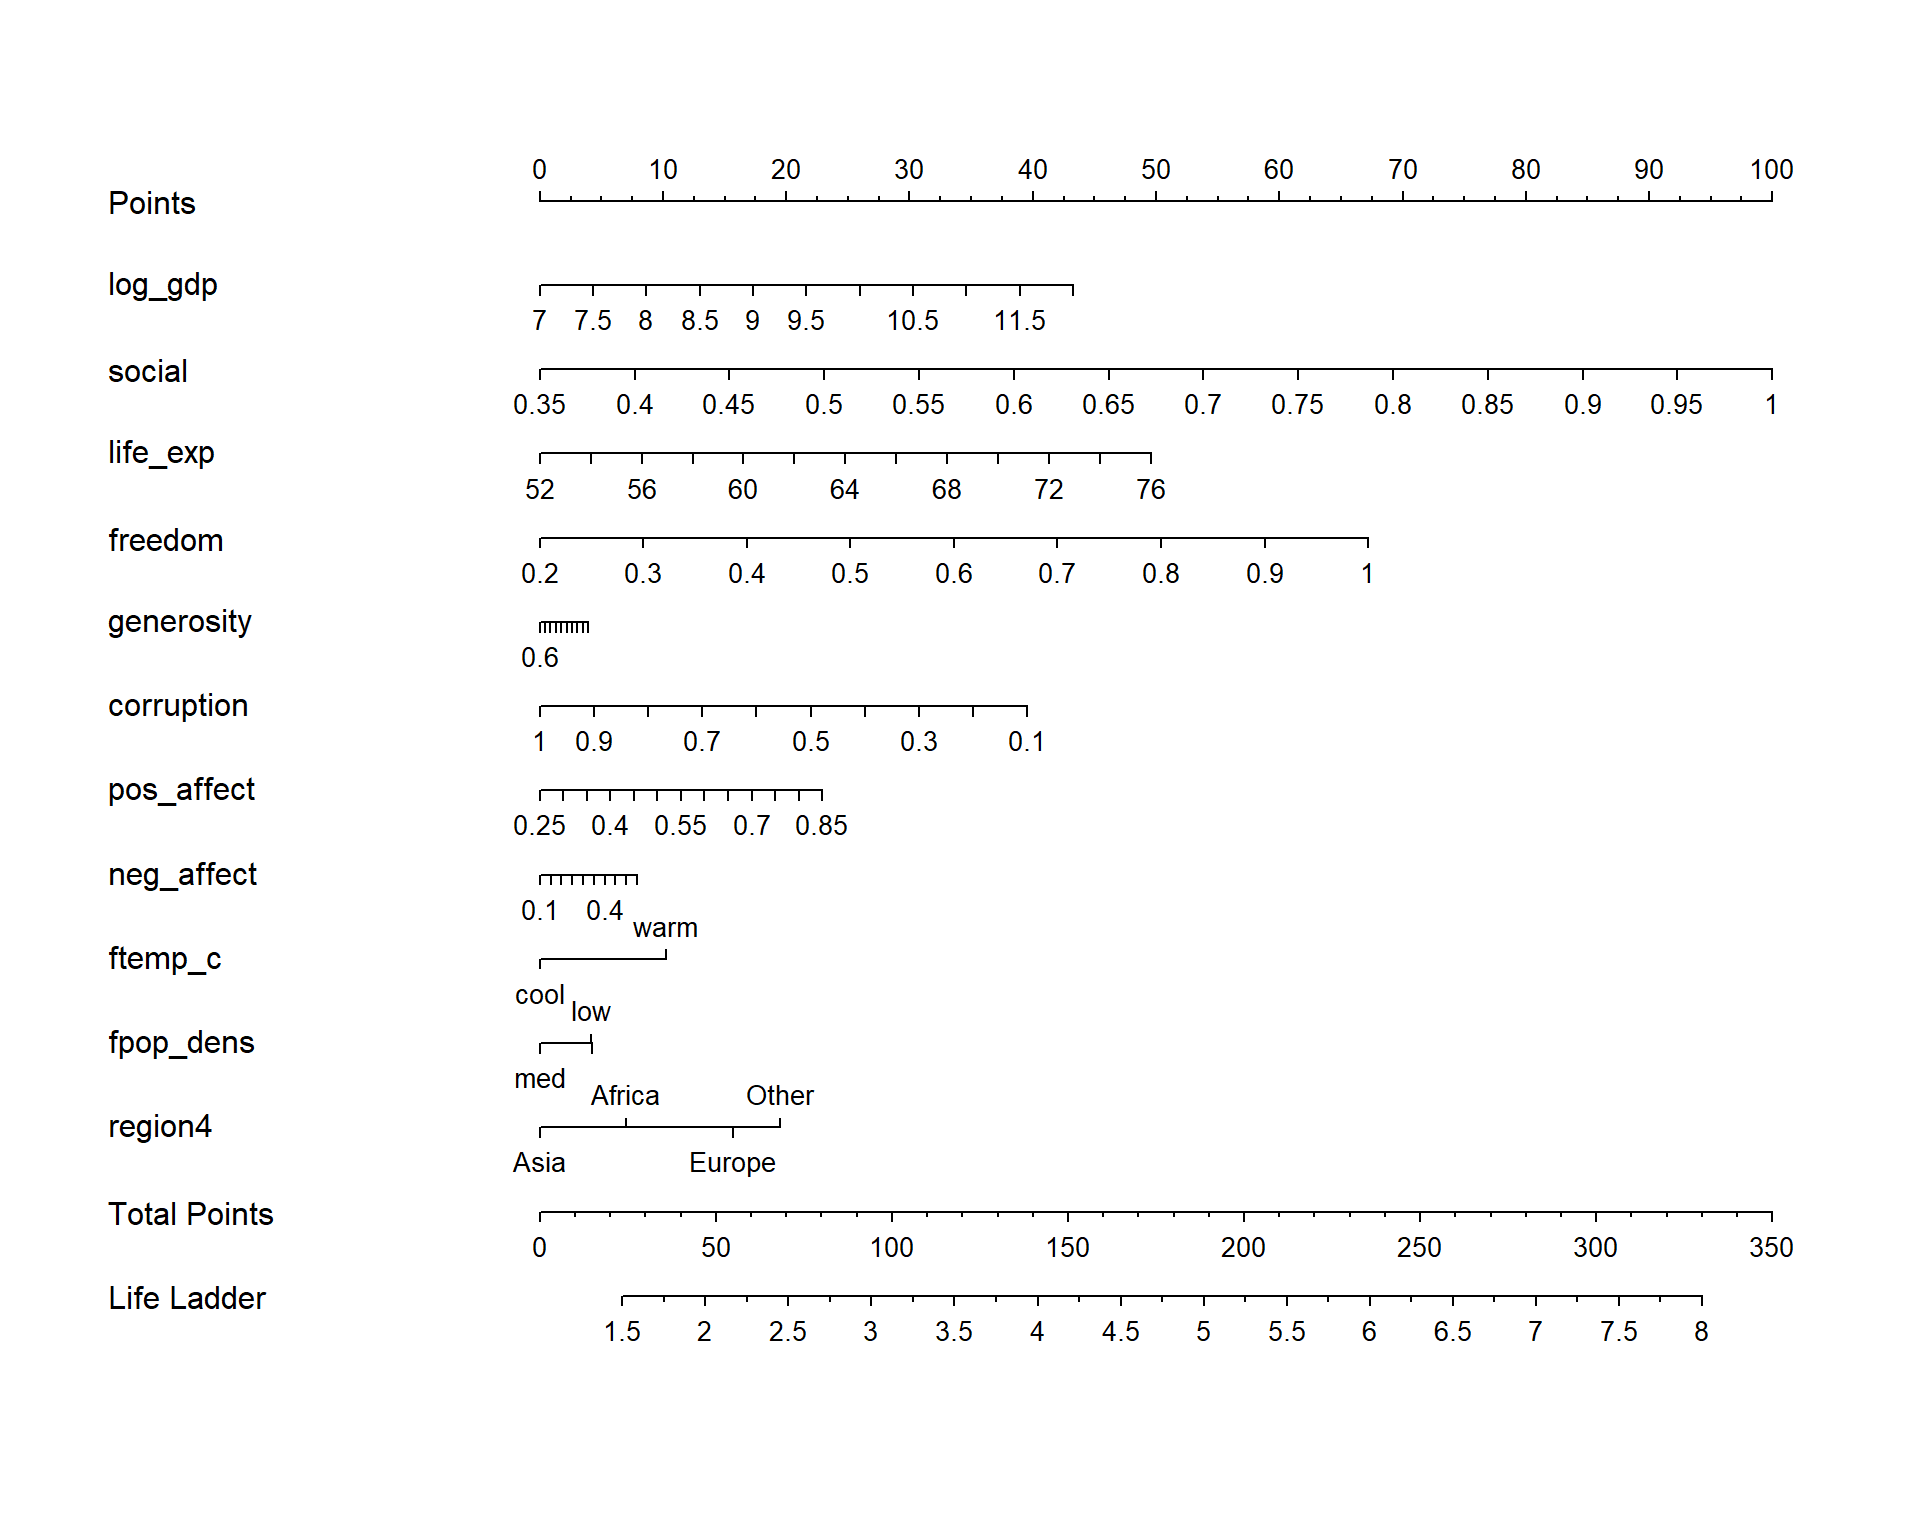 0 10 20 30 40 50 60 70 80 90 100
Points
log_gdp
7 7.5 8 8.5 9 9.5 10.5 11.5
social
0.35 0.4 0.45 0.5 0.55 0.6 0.65 0.7 0.75 0.8 0.85 0.9 0.95 1
life_exp
52 56 60 64 68 72 76
freedom
0.2 0.3 0.4 0.5 0.6 0.7 0.8 0.9 1
generosity
0.6
corruption
1 0.9 0.7 0.5 0.3 0.1
pos_affect
0.25 0.4 0.55 0.7 0.85
neg_affect
0.1 0.4
warm
ftemp_c
cool
low
fpop_dens
med
Africa Other
region4
Asia Europe
Total Points
0 50 100 150 200 250 300 350
Life Ladder
1.5 2 2.5 3 3.5 4 4.5 5 5.5 6 6.5 7 7.5 8